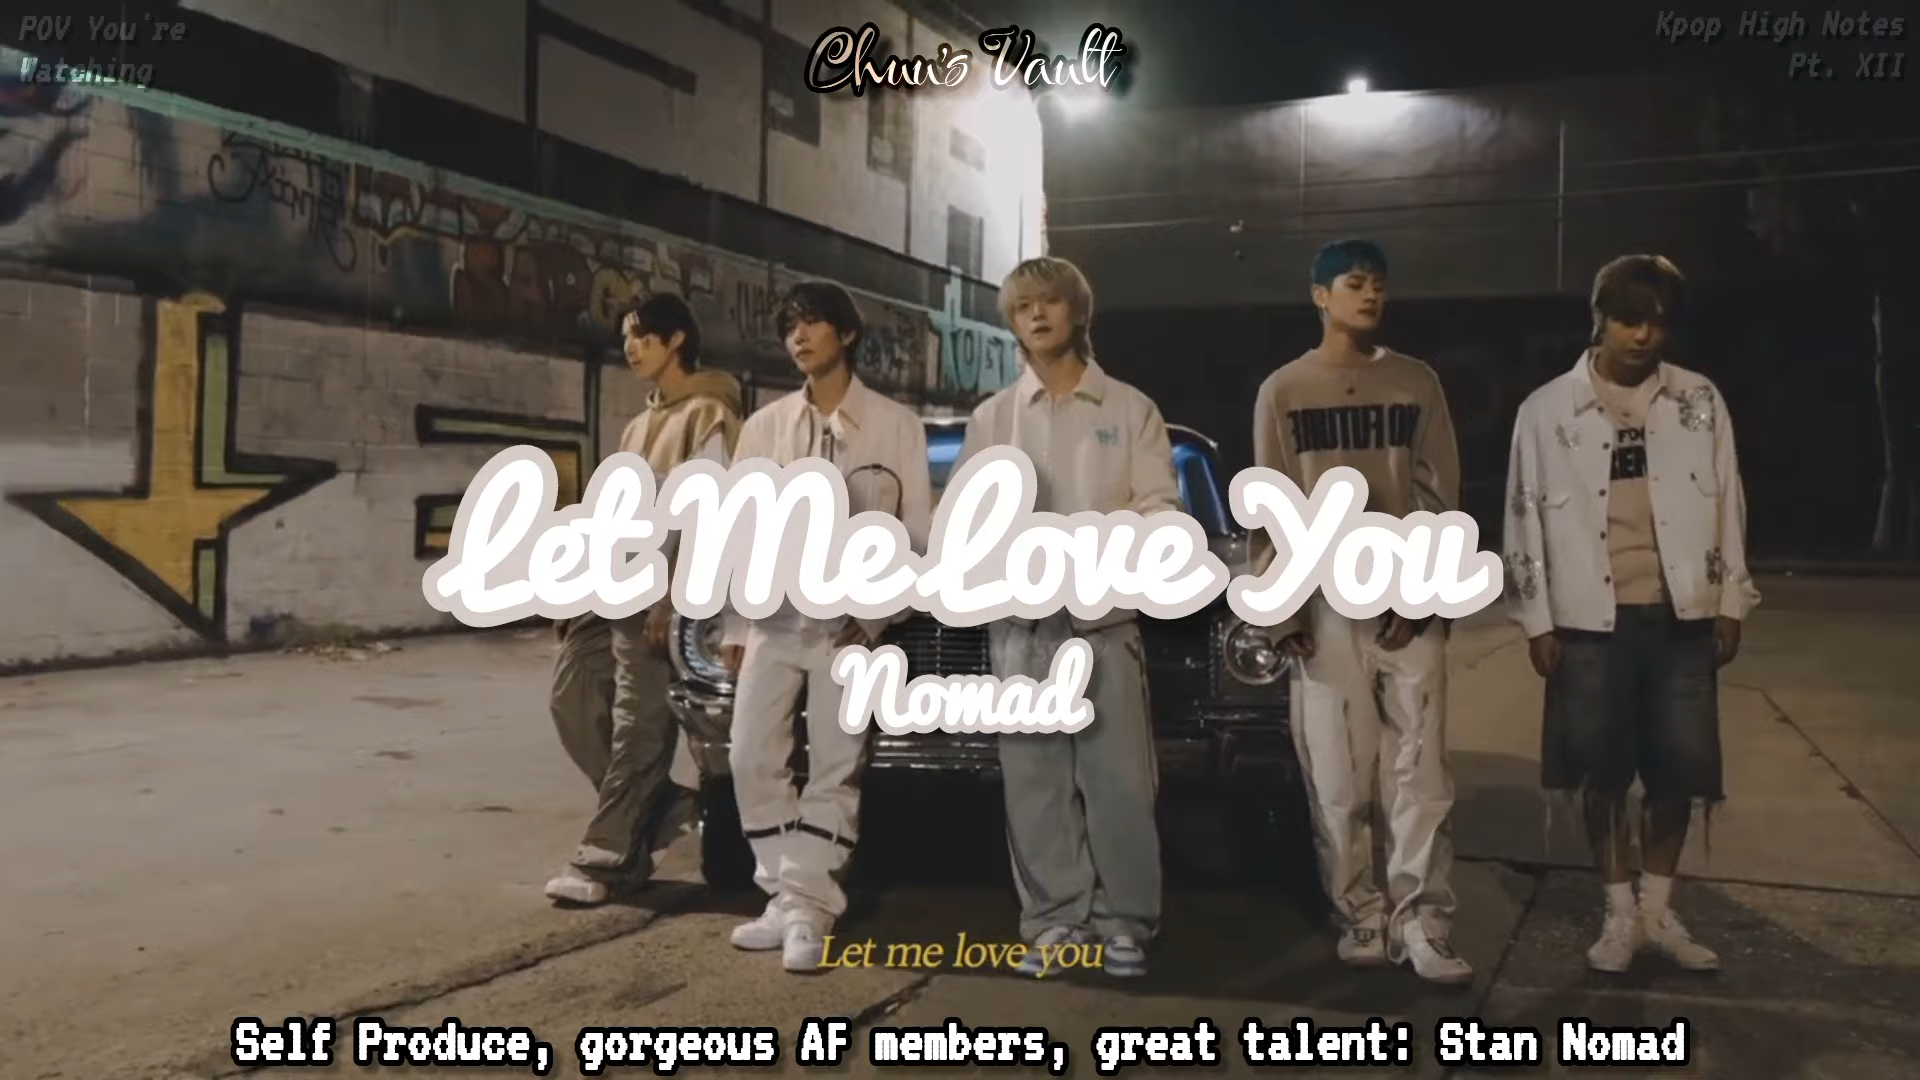 POV You're
Watching
Chuu's Vault
Kpop High Notes
Pt. XII
Let Me Love You
Nomad
Let me love you
Self Produce, gorgeous AF members, great talent: Stan Nomad